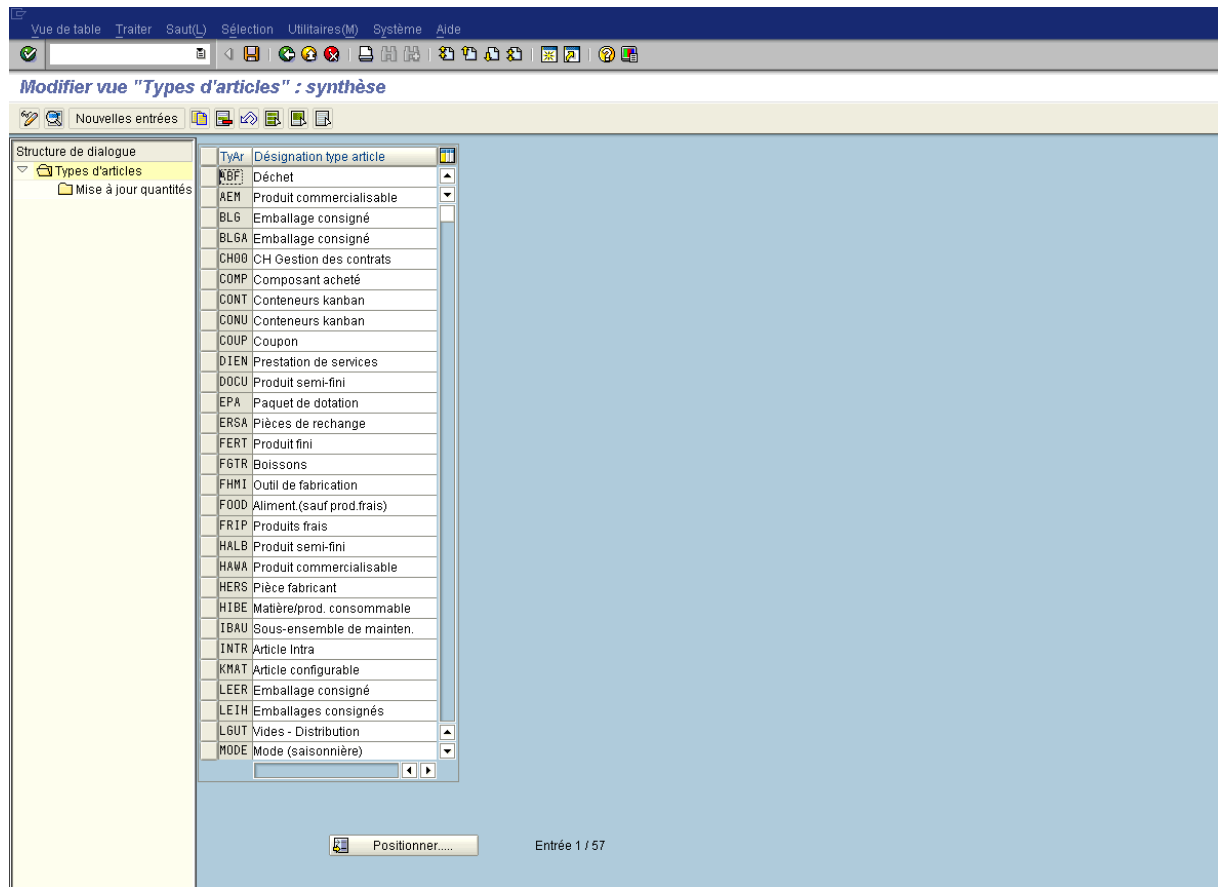 Vue de table Traiter Saut(L) Sélection Utilitaires(M) Système Aide
Modifier vue "Types d'articles" : synthèse
Nouvelles entrées
Structure de dialogue
Types d'articles
Mise à jour quantités
TyAr Désignation type article
ABF Déchet
AEM Produit commercialisable
BLG Emballage consigné
BLGA Emballage consigné
CH00 CH Gestion des contrats
COMP Composant acheté
CONT Conteneurs kanban
CONU Conteneurs kanban
COUP Coupon
DIEN Prestation de services
DOCU Produit semi-fini
EPA Paquet de dotation
ERSA Pièces de rechange
FERT Produit fini
FGTR Boissons
FHMI Outil de fabrication
FOOD Aliment.(sauf prod.frais)
FRIP Produits frais
HALB Produit semi-fini
HAWA Produit commercialisable
HERS Pièce fabricant
HIBE Matière/prod. consommable
IBAU Sous-ensemble de mainten.
INTR Article Intra
KMAT Article configurable
LEER Emballage consigné
LEIH Emballages consignés
LGUT Vides - Distribution
MODE Mode (saisonnière)
Positionner..... Entrée 1 / 57